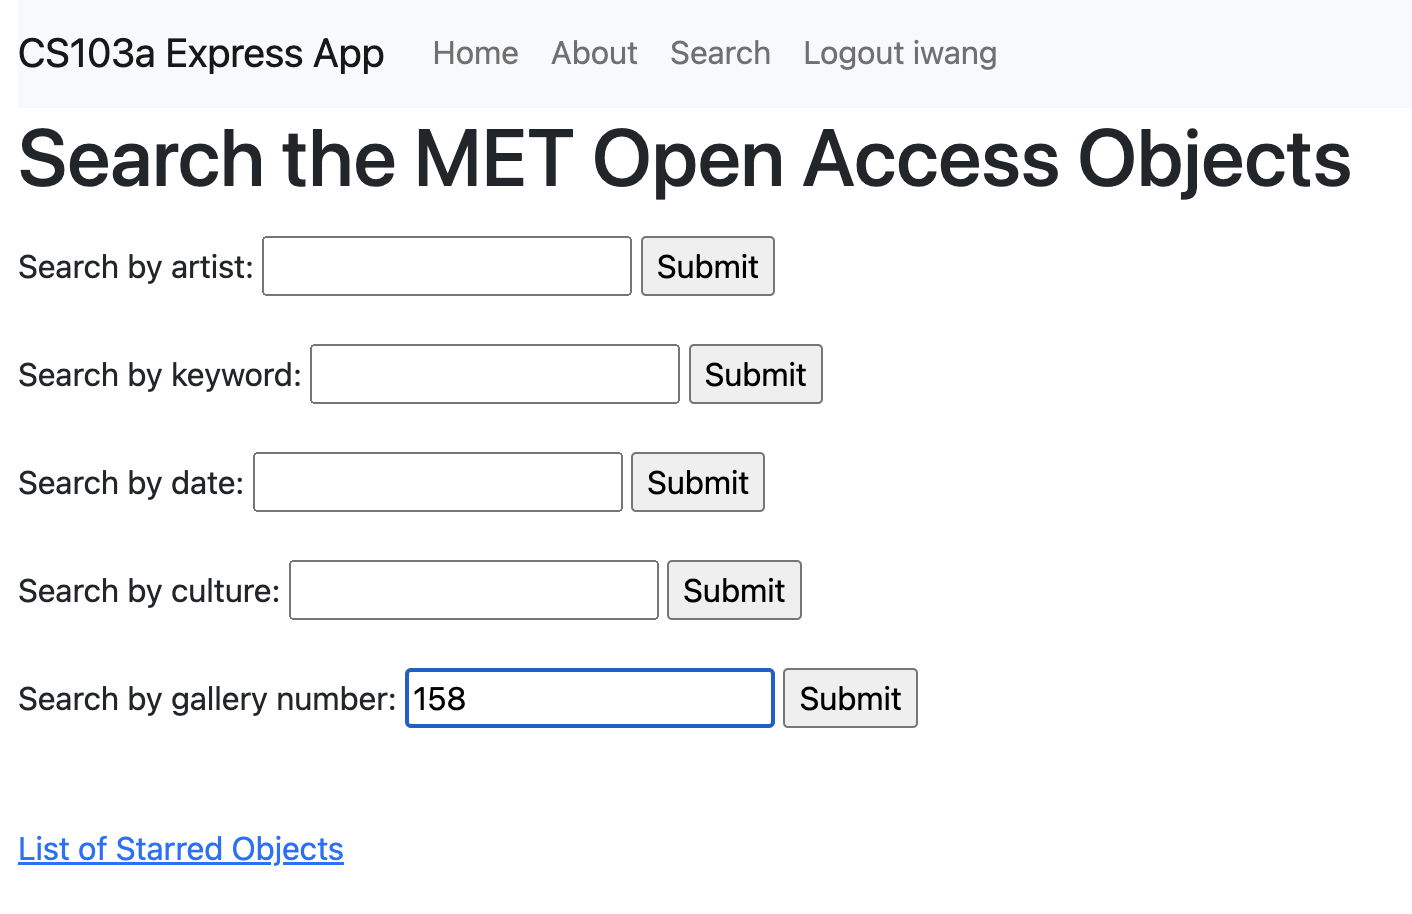 CS103a Express App Home About Search Logout iwang
Search the MET Open Access Objects
Search by artist: Submit
Search by keyword: Submit
Search by date: Submit
Search by culture: Submit
Search by gallery number: 158 Submit
List of Starred Objects